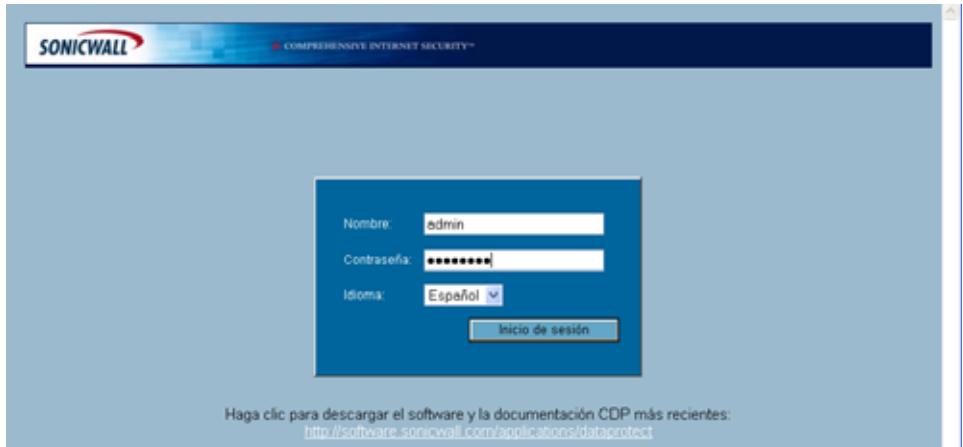 SONICWALL
COMPREHENSIVE INTERNET SECURITY™
Nombre: admin
Contraseña: ●●●●●●●●
Idioma: Español
Inicio de sesión
Haga clic para descargar el software y la documentación CDP más recientes:
http://software.sonicwall.com/applications/dataprotect